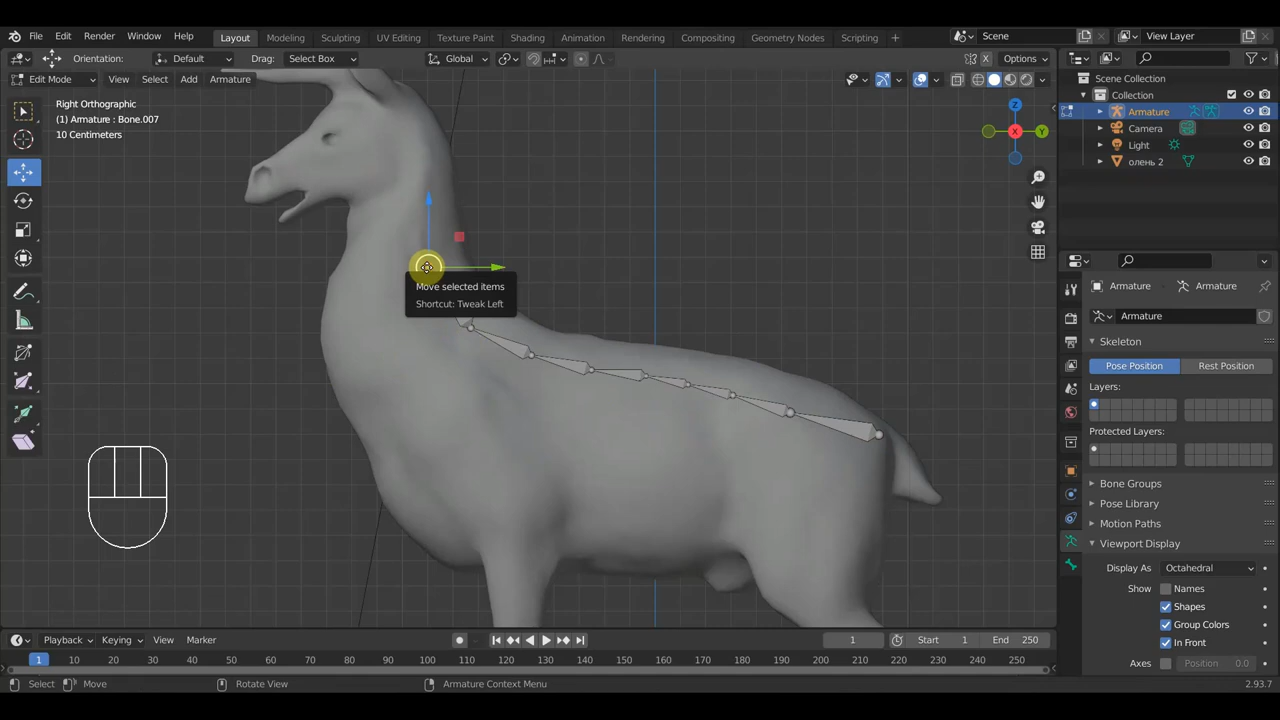 File Edit Render Window Help Layout Modeling Sculpting UV Editing Texture Paint Shading Animation Rendering Compositing Geometry Nodes Scripting + Scene View Layer
Orientation: Default Drag: Select Box Global Options
Edit Mode View Select Add Armature
Scene Collection
Collection
Armature
Camera
Light
олень 2
Right Orthographic
(1) Armature : Bone.007
10 Centimeters
Z
Y
X
Move selected items
Shortcut: Tweak Left
Armature Armature
Armature
Skeleton
Pose Position Rest Position
Layers:
Protected Layers:
Bone Groups
Pose Library
Motion Paths
Viewport Display
Display As Octahedral
Show Names
Shapes
Group Colors
In Front
Axes Position 0.0
Playback Keying View Marker 1 Start 1 End 250
1 10 20 30 40 50 60 70 80 90 100 110 120 130 140 150 160 170 180 190 200 210 220 230 240 250
Select Move Rotate View Armature Context Menu 2.93.7